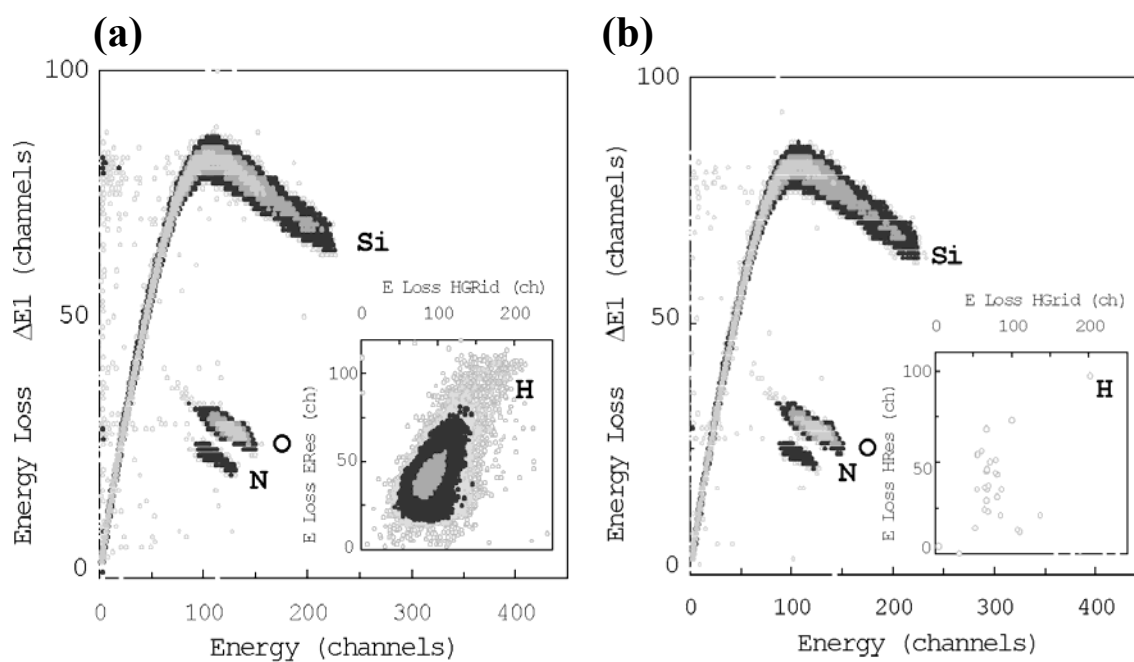 (a)
100
50
0
Energy Loss ΔEl (channels)
0 100 200 300 400
Energy (channels)
Si
O
N
E Loss HGRid (ch)
0 100 200
E Loss ERes (ch)
100
50
0
H
(b)
100
50
0
Energy Loss ΔEl (channels)
0 100 200 300 400
Energy (channels)
Si
O
N
E Loss HGrid (ch)
0 100 200
E Loss HRes (ch)
100
50
0
H